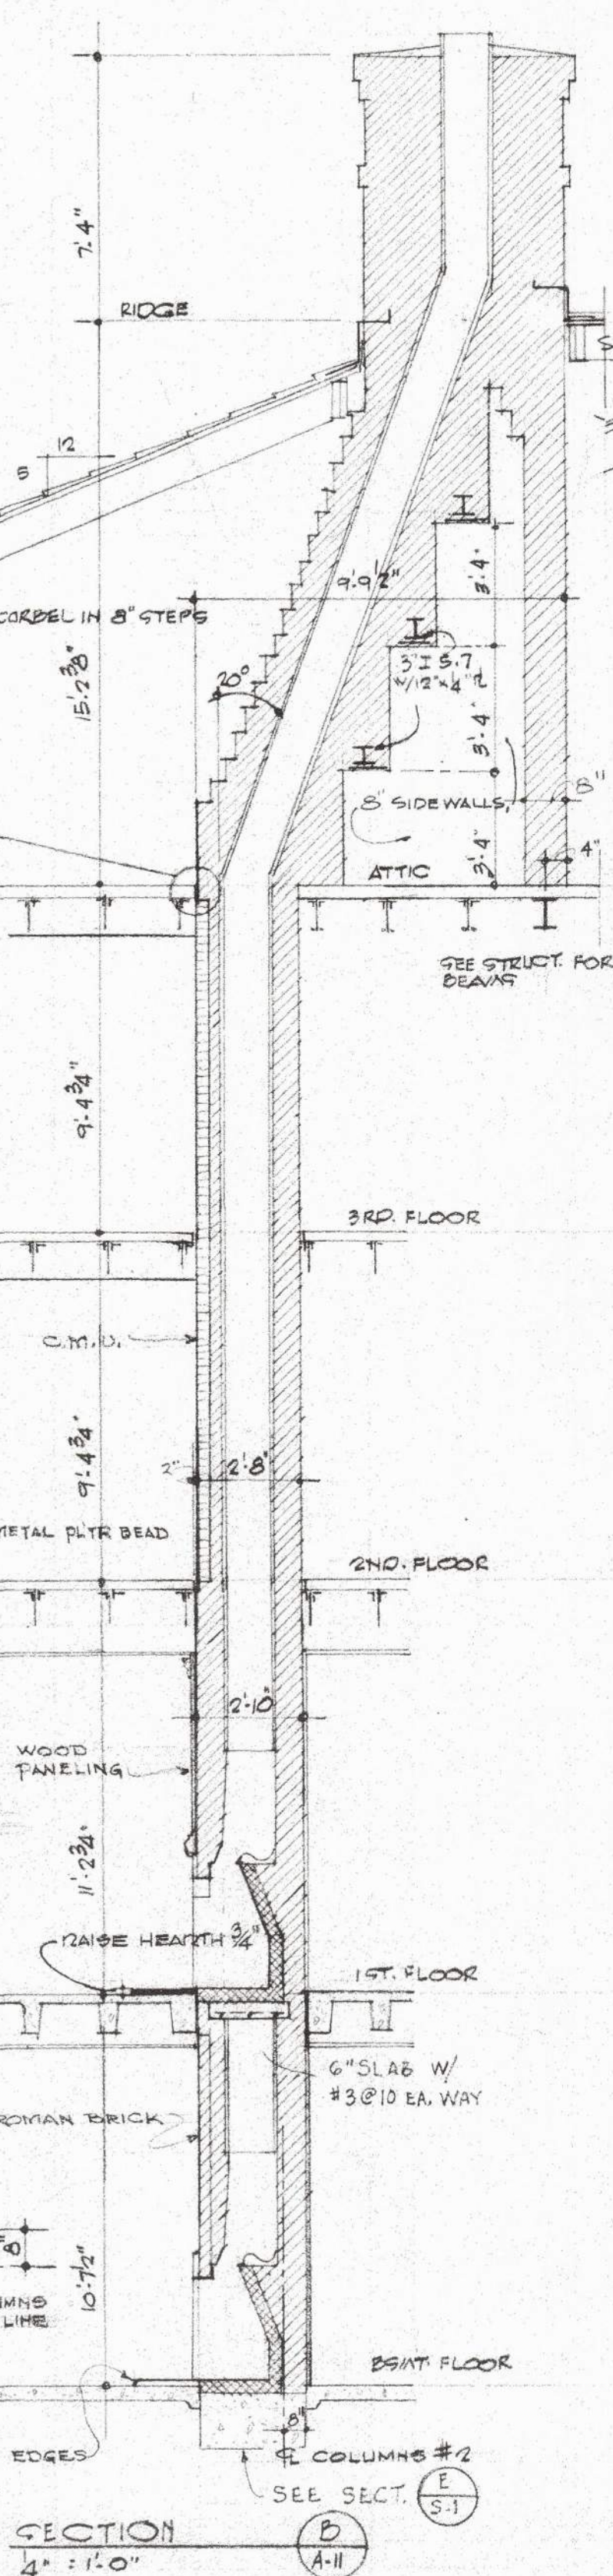 7'.4"
RIDGE
12
5
9'.9 1/2"
3'.4"
CORBEL IN 8" STEPS
15'.2 3/8"
20°
3" I 5.7
W/12"x 4" ℞
3'.4"
8" SIDEWALLS,
8"
3'.4"
4"
ATTIC
SEE STRUCT. FOR
BEAMS
9'.4 3/4"
3RD. FLOOR
C.M.U.
9'.4 3/4"
2"
2'.8"
METAL PLTR BEAD
2ND. FLOOR
2'.10"
WOOD
PANELING
11'.2 3/4"
RAISE HEARTH 3/4"
1ST. FLOOR
6" SLAB W/
#3@10 EA. WAY
ROMAN BRICK
8"
10'.7 1/2"
UMNS
LINE
BSMT. FLOOR
8"
EDGES
℄ COLUMNS #2
SEE SECT. E
S-1
SECTION B
1/4" = 1'-0" A-11